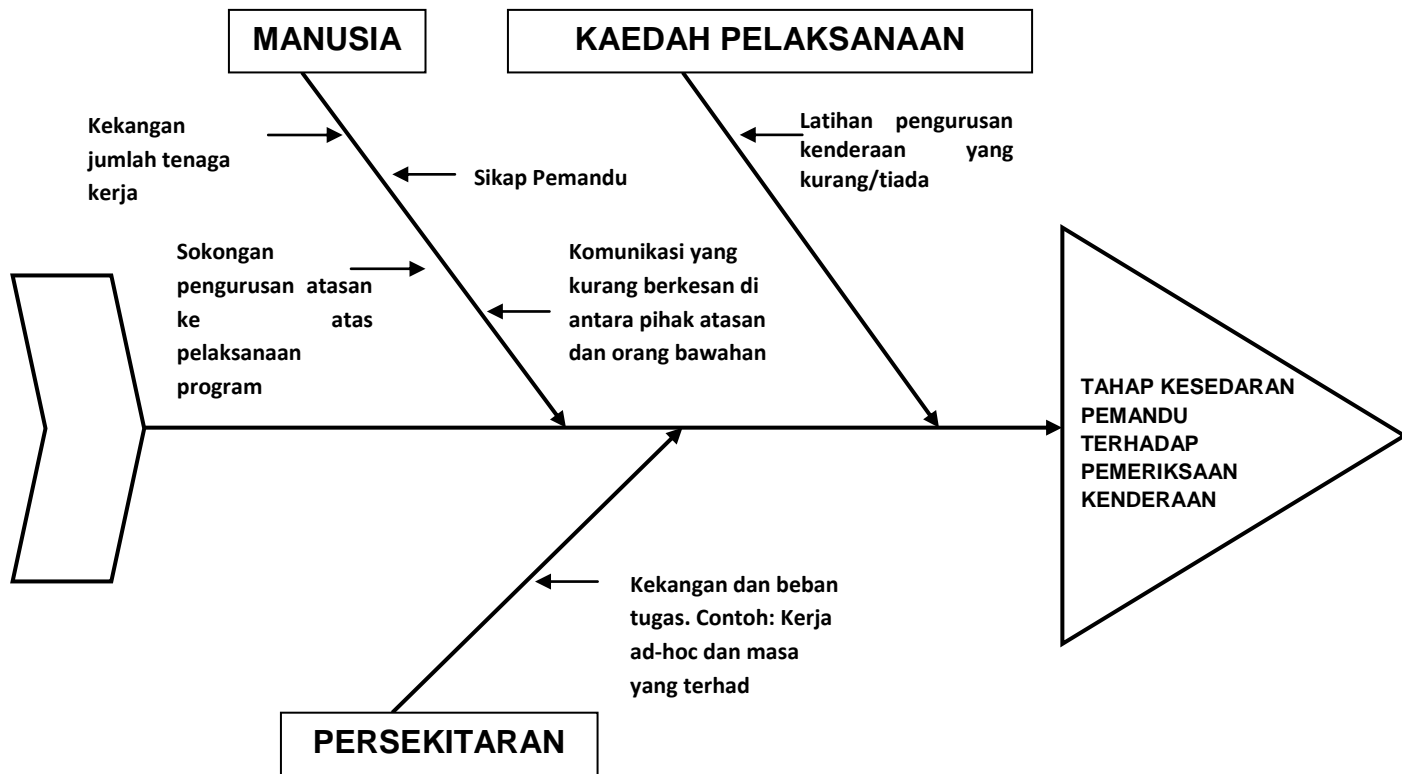 MANUSIA
KAEDAH PELAKSANAAN
Kekangan
jumlah tenaga
kerja
Sikap Pemandu
Latihan pengurusan
kenderaan yang
kurang/tiada
Sokongan
pengurusan atasan
ke atas
pelaksanaan
program
Komunikasi yang
kurang berkesan di
antara pihak atasan
dan orang bawahan
TAHAP KESEDARAN
PEMANDU
TERHADAP
PEMERIKSAAN
KENDERAAN
Kekangan dan beban
tugas. Contoh: Kerja
ad-hoc dan masa
yang terhad
PERSEKITARAN